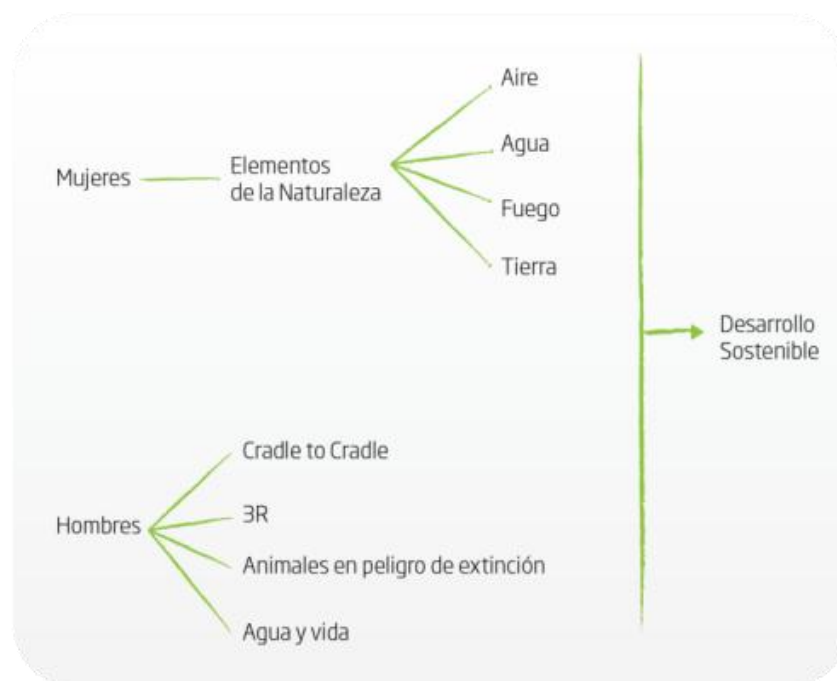 Mujeres
Elementos
de la Naturaleza
Aire
Agua
Fuego
Tierra
Desarrollo
Sostenible
Hombres
Cradle to Cradle
3R
Animales en peligro de extinción
Agua y vida